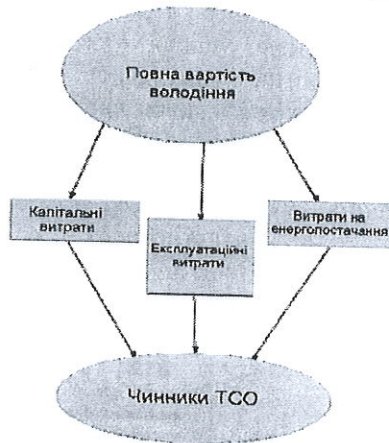 Повна вартість
володіння
Капітальні
витрати
Експлуатаційні
витрати
Витрати на
енергопостачання
Чинники ТСО